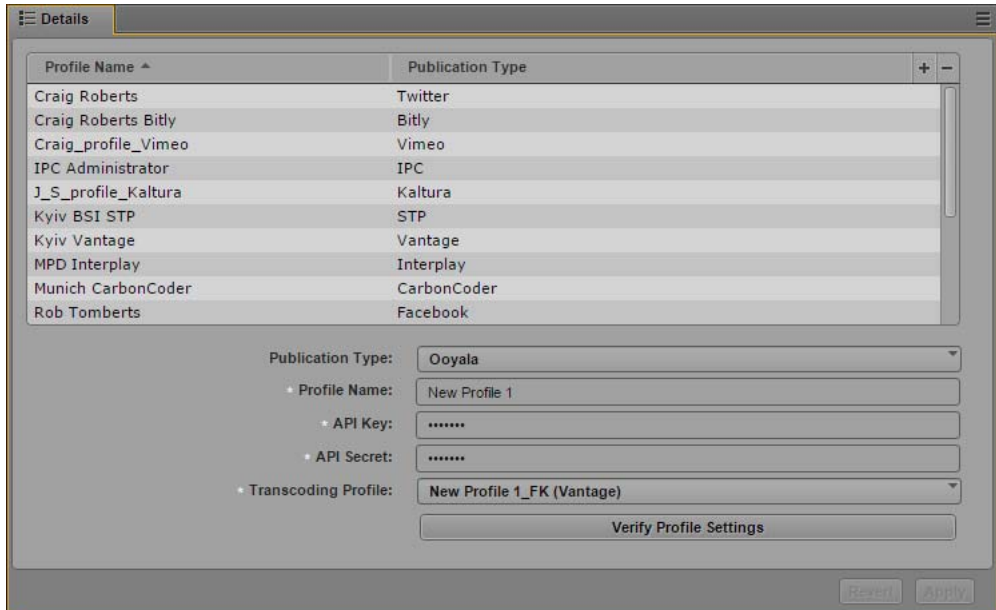 Details
Profile Name Publication Type + -
Craig Roberts Twitter
Craig Roberts Bitly Bitly
Craig_profile_Vimeo Vimeo
IPC Administrator IPC
J_S_profile_Kaltura Kaltura
Kyiv BSI STP STP
Kyiv Vantage Vantage
MPD Interplay Interplay
Munich CarbonCoder CarbonCoder
Rob Tomberts Facebook
Publication Type: Ooyala
* Profile Name: New Profile 1
* API Key: •••••••
* API Secret: •••••••
* Transcoding Profile: New Profile 1_FK (Vantage)
Verify Profile Settings
Revert Apply